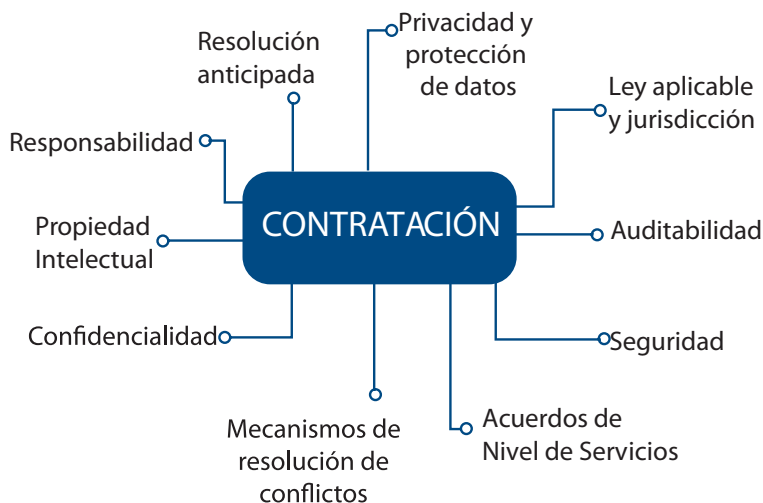 Privacidad y
protección
de datos
Resolución
anticipada
Ley aplicable
y jurisdicción
Responsabilidad
CONTRATACIÓN
Propiedad
Intelectual
Auditabilidad
Confidencialidad
Seguridad
Mecanismos de
resolución de
conflictos
Acuerdos de
Nivel de Servicios